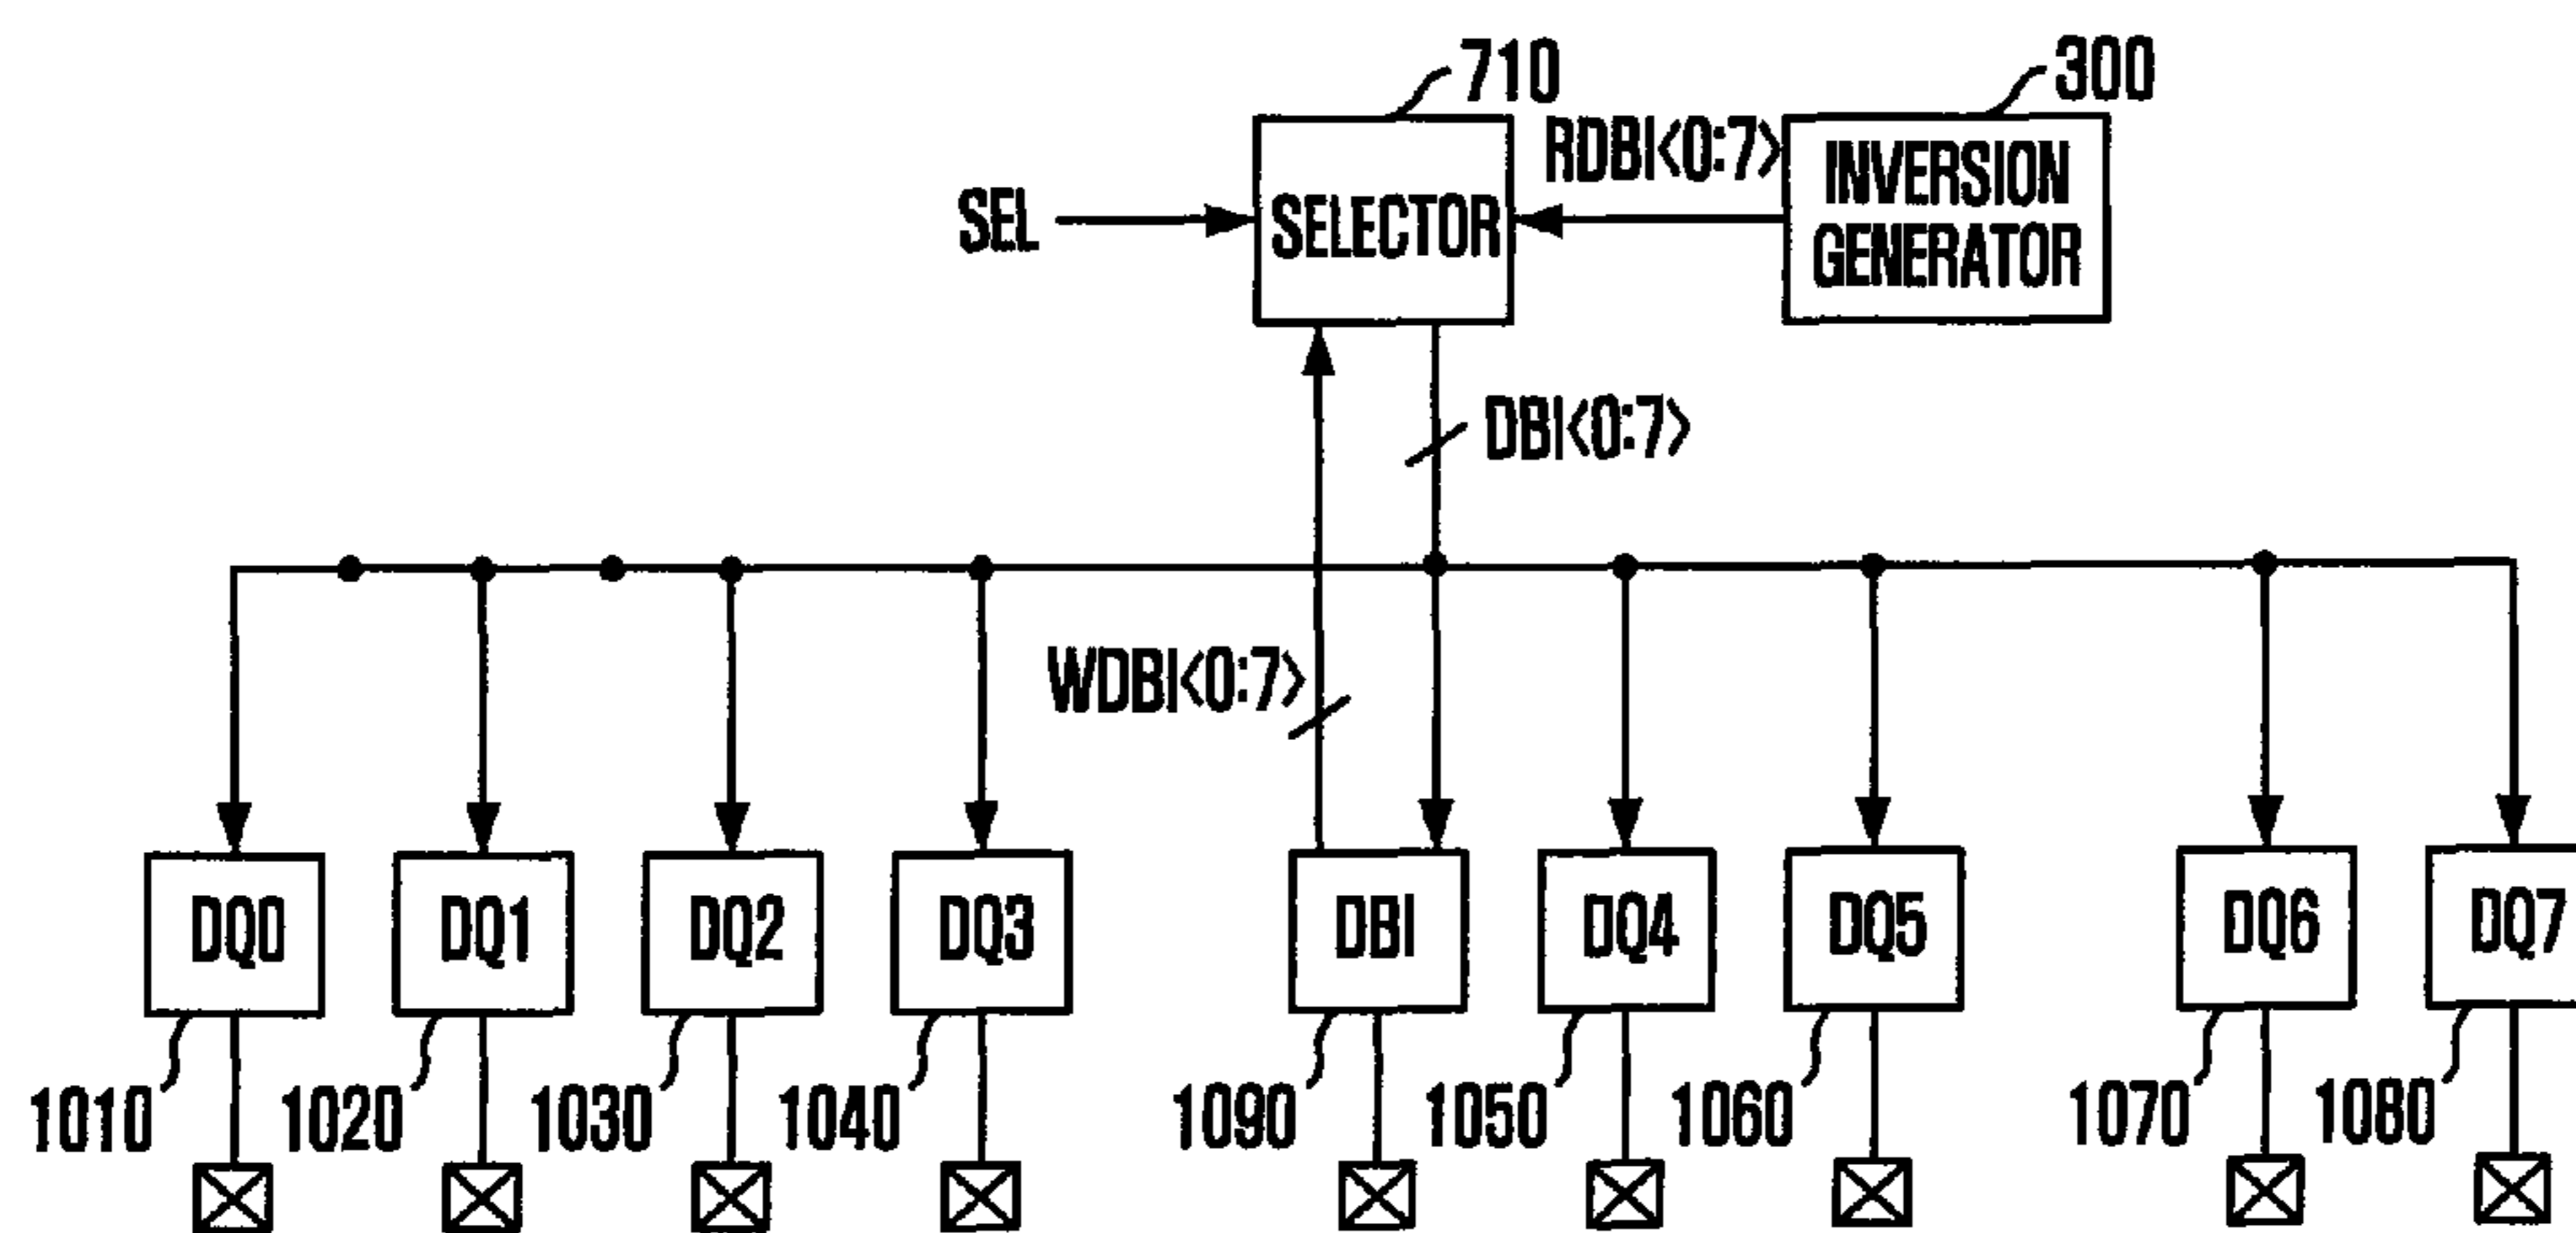 710
300
RDBI<0:7>
INVERSION
GENERATOR
SEL
SELECTOR
DBI<0:7>
WDBI<0:7>
DQ0
DQ1
DQ2
DQ3
DBI
DQ4
DQ5
DQ6
DQ7
1010
1020
1030
1040
1090
1050
1060
1070
1080